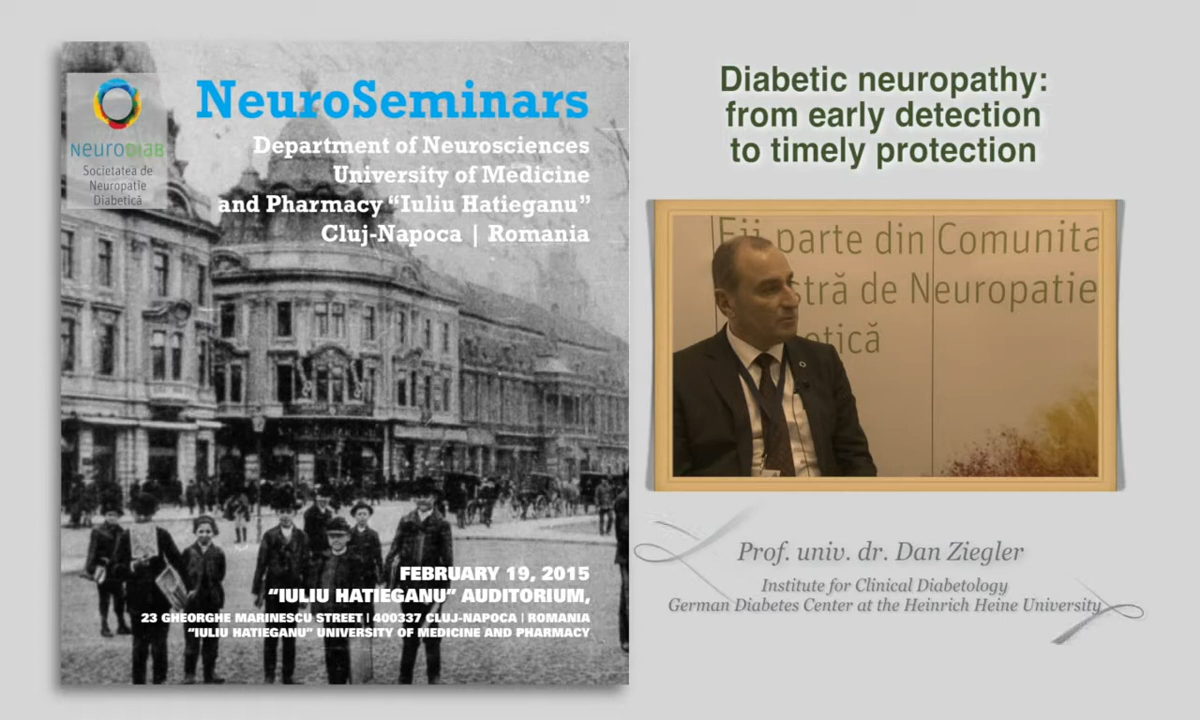 neuroDIAB
Societatea de
Neuropatie
Diabetică
NeuroSeminars
Department of Neurosciences
University of Medicine
and Pharmacy “Iuliu Hatieganu”
Cluj-Napoca | Romania
FEBRUARY 19, 2015
“IULIU HATIEGANU” AUDITORIUM,
23 GHEORGHE MARINESCU STREET | 400337 CLUJ-NAPOCA | ROMANIA
“IULIU HATIEGANU” UNIVERSITY OF MEDICINE AND PHARMACY
Diabetic neuropathy:
from early detection
to timely protection
Fii parte din Comunita
stră de Neuropatie
etică
Prof. univ. dr. Dan Ziegler
Institute for Clinical Diabetology
German Diabetes Center at the Heinrich Heine University